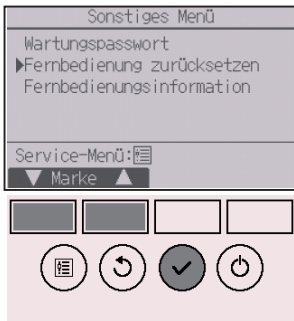 Sonstiges Menü
Wartungspasswort
▶Fernbedienung zurücksetzen
Fernbedienungsinformation
Service-Menü:
▼ Marke ▲